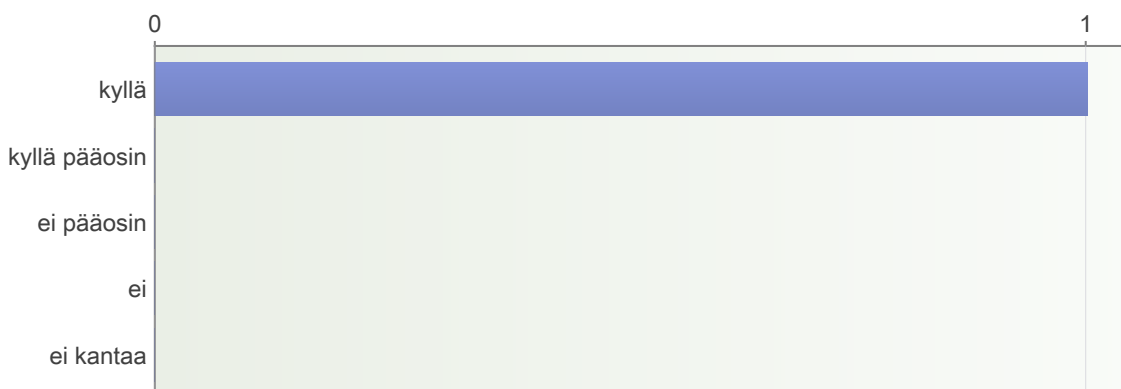 0 1
kyllä
kyllä pääosin
ei pääosin
ei
ei kantaa